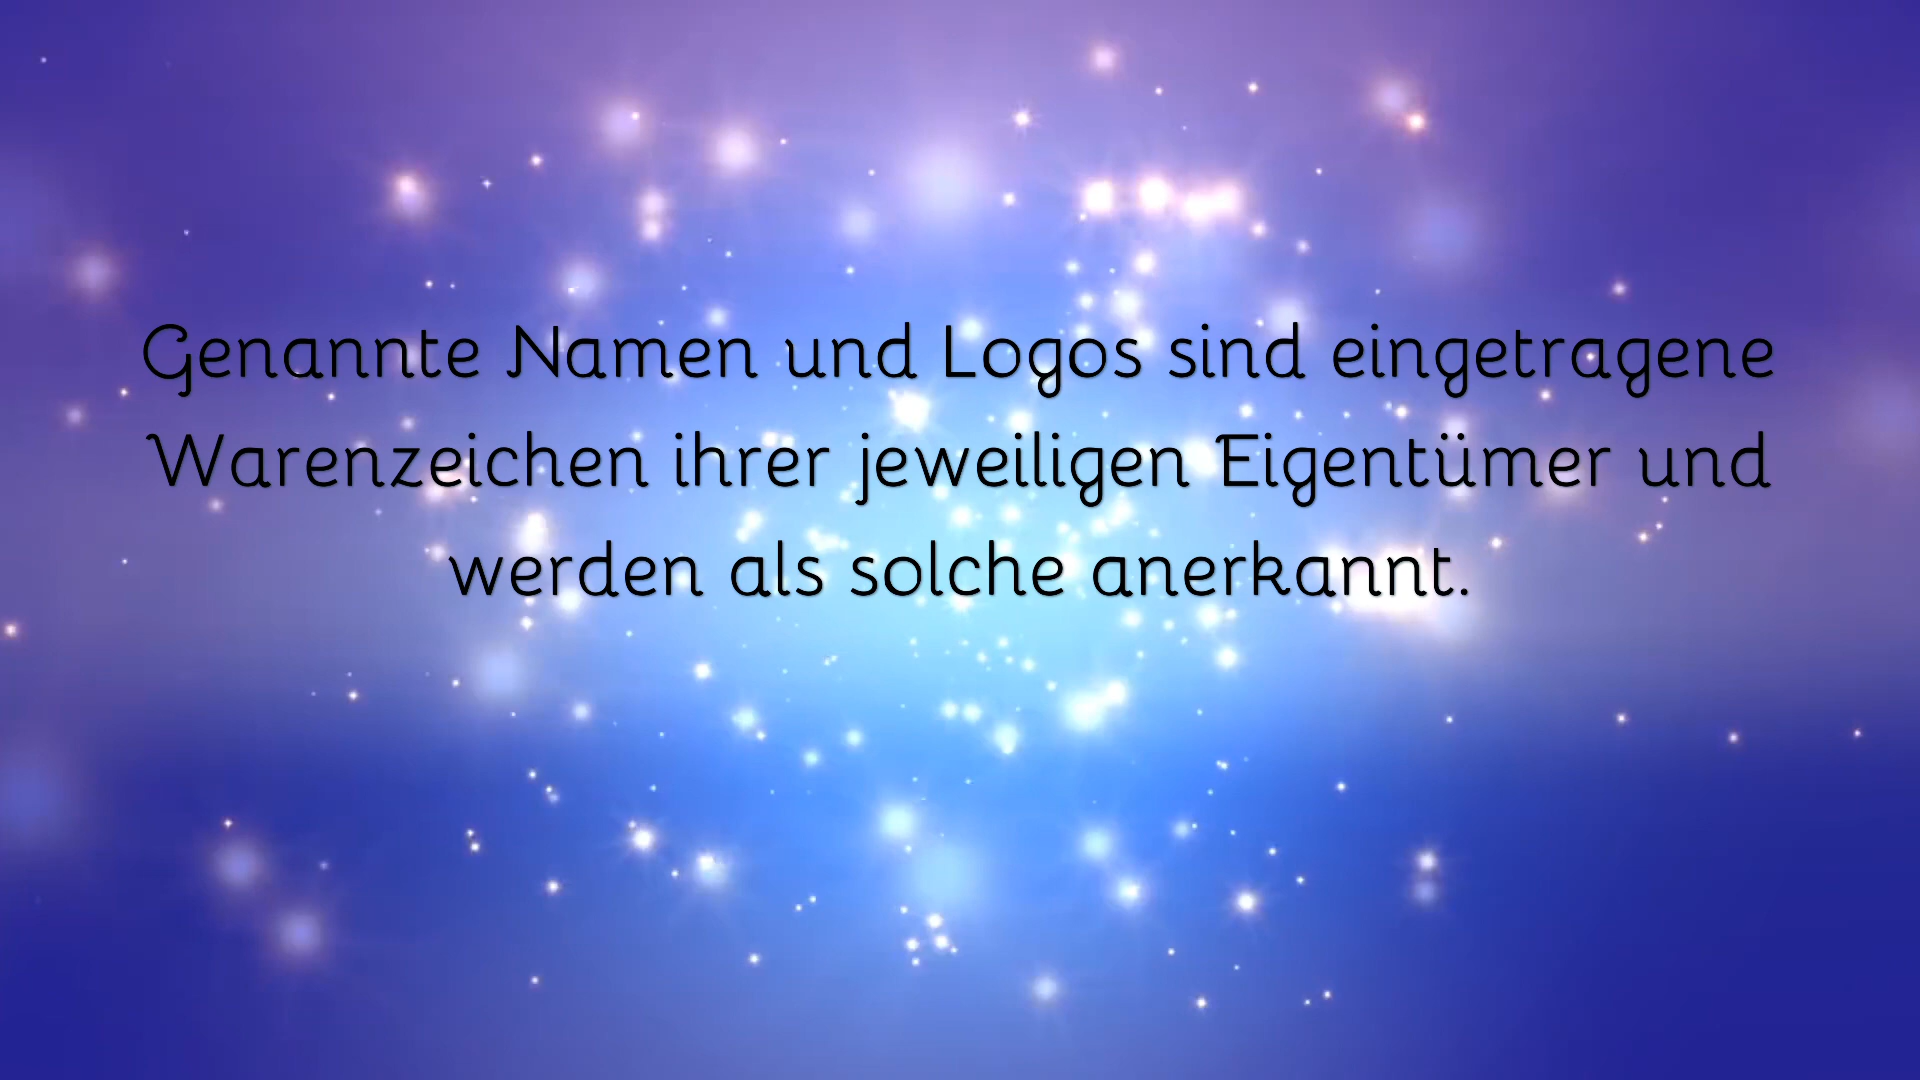 Genannte Namen und Logos sind eingetragene
Warenzeichen ihrer jeweiligen Eigentümer und
werden als solche anerkannt.